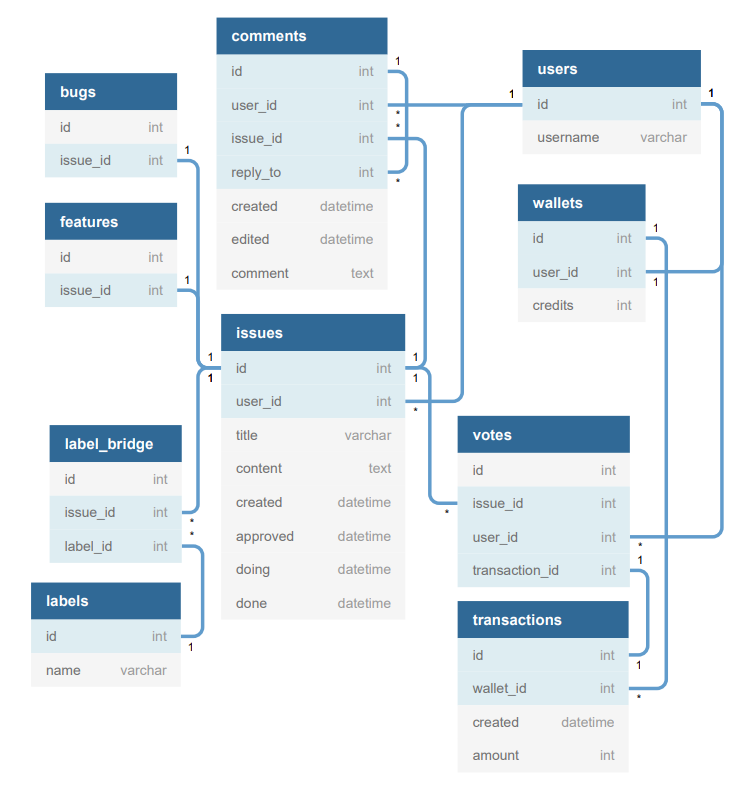 comments
id int
user_id int
issue_id int
reply_to int
created datetime
edited datetime
comment text
1
*
*
*
users
id int
username varchar
1
1
bugs
id int
issue_id int
1
features
id int
issue_id int
1
wallets
id int
user_id int
credits int
1
1
issues
id int
user_id int
title varchar
content text
created datetime
approved datetime
doing datetime
done datetime
1
1
1
1
*
label_bridge
id int
issue_id int
label_id int
*
*
votes
id int
issue_id int
user_id int
transaction_id int
*
*
1
labels
id int
name varchar
1
transactions
id int
wallet_id int
created datetime
amount int
1
*